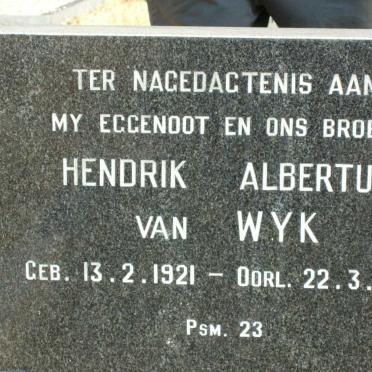 TER NAGEDAGTENIS AAN
MY EGGENOOT EN ONS BROE
HENDRIK ALBERTU
VAN WYK
GEB. 13.2.1921 – OORL. 22.3.
PSM. 23